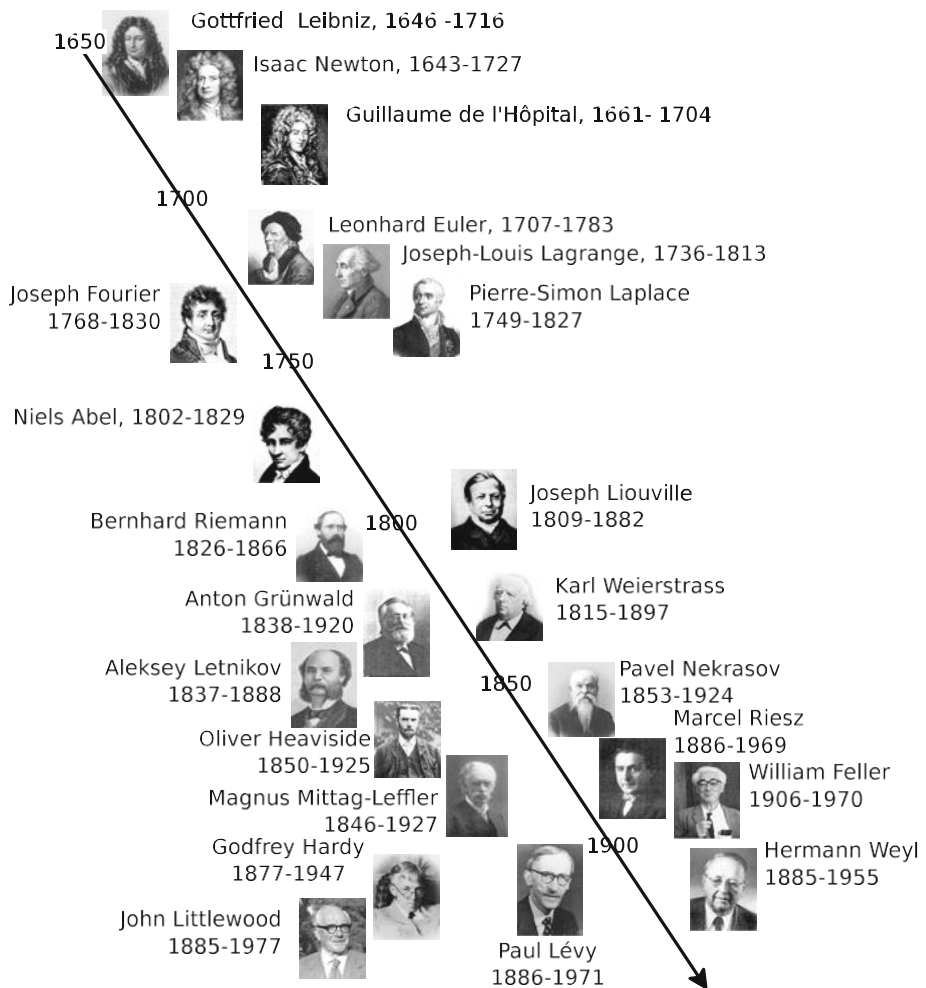 Gottfried Leibniz, 1646 -1716
1650
Isaac Newton, 1643-1727
Guillaume de l'Hôpital, 1661- 1704
1700
Leonhard Euler, 1707-1783
Joseph-Louis Lagrange, 1736-1813
Joseph Fourier
1768-1830
Pierre-Simon Laplace
1749-1827
1750
Niels Abel, 1802-1829
Joseph Liouville
1809-1882
Bernhard Riemann
1826-1866
1800
Karl Weierstrass
1815-1897
Anton Grünwald
1838-1920
Aleksey Letnikov
1837-1888
1850
Pavel Nekrasov
1853-1924
Marcel Riesz
1886-1969
Oliver Heaviside
1850-1925
William Feller
1906-1970
Magnus Mittag-Leffler
1846-1927
Godfrey Hardy
1877-1947
1900
Hermann Weyl
1885-1955
John Littlewood
1885-1977
Paul Lévy
1886-1971